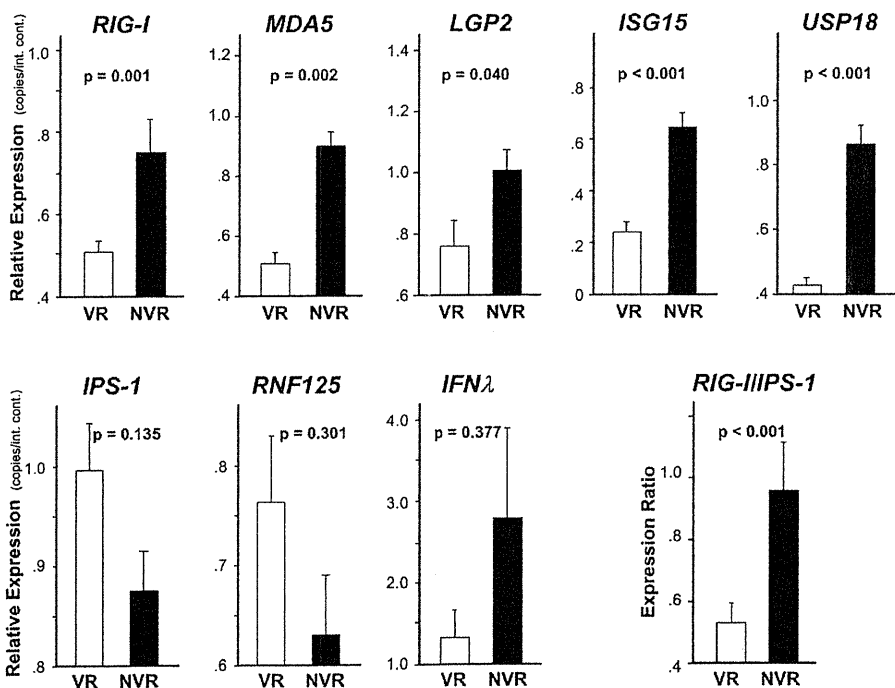 RIG-I
MDA5
LGP2
ISG15
USP18
Relative Expression (copies/int. cont.)
1.0
.8
.6
.4
p = 0.001
VR NVR
1.2
1.0
.8
.6
.4
p = 0.002
VR NVR
1.4
1.2
1.0
.8
.6
p = 0.040
VR NVR
.8
.6
.4
.2
0
p < 0.001
VR NVR
1.0
.8
.6
.4
p < 0.001
VR NVR
IPS-1
RNF125
IFNλ
RIG-I/IPS-1
Relative Expression (copies/int. cont.)
1.0
.9
.8
p = 0.135
VR NVR
.8
.7
.6
p = 0.301
VR NVR
4.0
3.0
2.0
1.0
p = 0.377
VR NVR
Expression Ratio
1.0
.8
.6
.4
p < 0.001
VR NVR